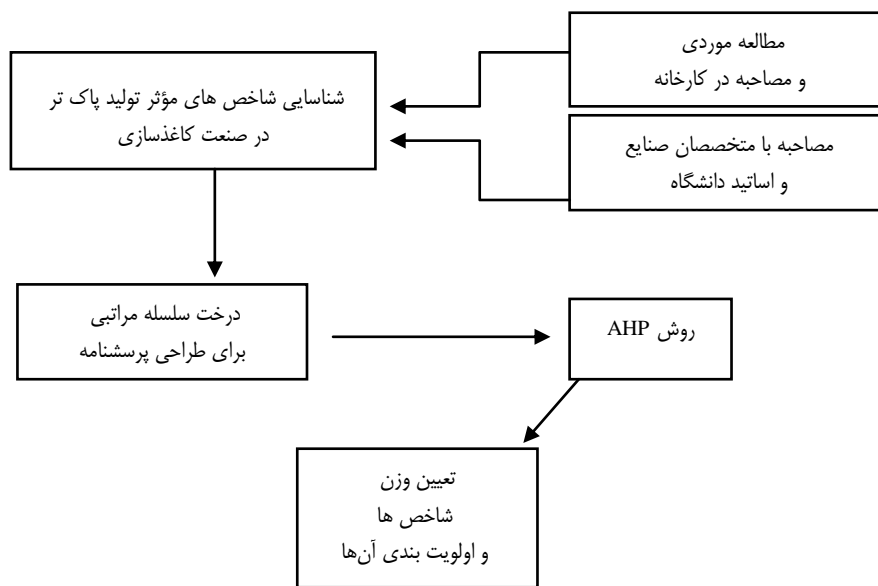 مطالعه موردی
و مصاحبه در کارخانه
شناسایی شاخص های مؤثر تولید پاک تر
در صنعت کاغذسازی
مصاحبه با متخصصان صنایع
و اساتید دانشگاه
درخت سلسله مراتبی
برای طراحی پرسشنامه
روش AHP
تعیین وزن
شاخص ها
و اولویت بندی آن‌ها